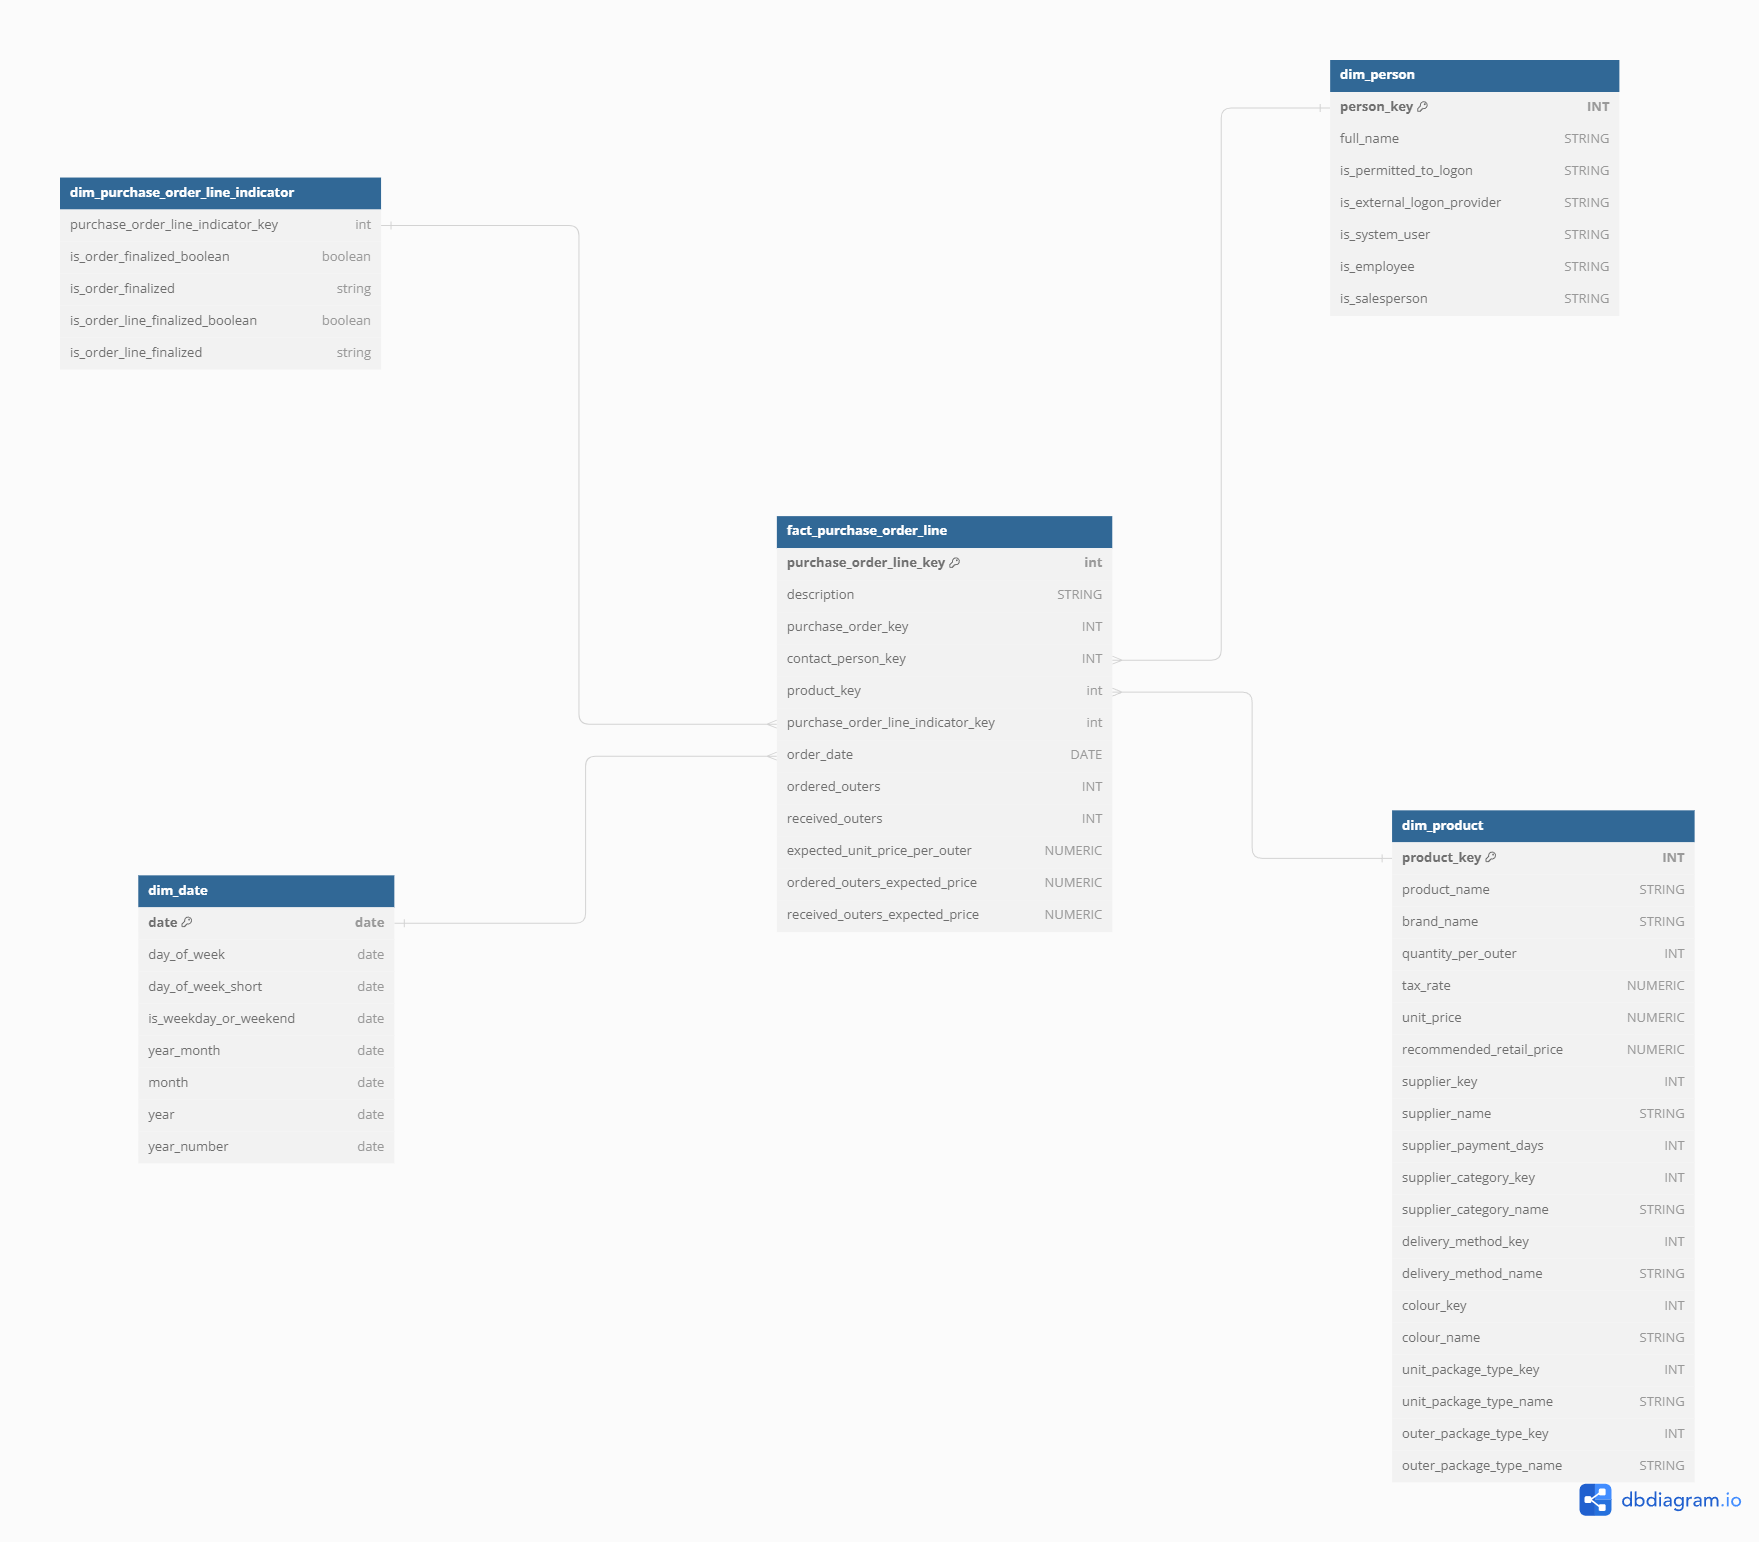 dim_person
person_key INT
full_name STRING
is_permitted_to_logon STRING
is_external_logon_provider STRING
is_system_user STRING
is_employee STRING
is_salesperson STRING
dim_purchase_order_line_indicator
purchase_order_line_indicator_key int
is_order_finalized_boolean boolean
is_order_finalized string
is_order_line_finalized_boolean boolean
is_order_line_finalized string
fact_purchase_order_line
purchase_order_line_key int
description STRING
purchase_order_key INT
contact_person_key INT
product_key int
purchase_order_line_indicator_key int
order_date DATE
ordered_outers INT
received_outers INT
expected_unit_price_per_outer NUMERIC
ordered_outers_expected_price NUMERIC
received_outers_expected_price NUMERIC
dim_date
date date
day_of_week date
day_of_week_short date
is_weekday_or_weekend date
year_month date
month date
year date
year_number date
dim_product
product_key INT
product_name STRING
brand_name STRING
quantity_per_outer INT
tax_rate NUMERIC
unit_price NUMERIC
recommended_retail_price NUMERIC
supplier_key INT
supplier_name STRING
supplier_payment_days INT
supplier_category_key INT
supplier_category_name STRING
delivery_method_key INT
delivery_method_name STRING
colour_key INT
colour_name STRING
unit_package_type_key INT
unit_package_type_name STRING
outer_package_type_key INT
outer_package_type_name STRING
dbdiagram.io